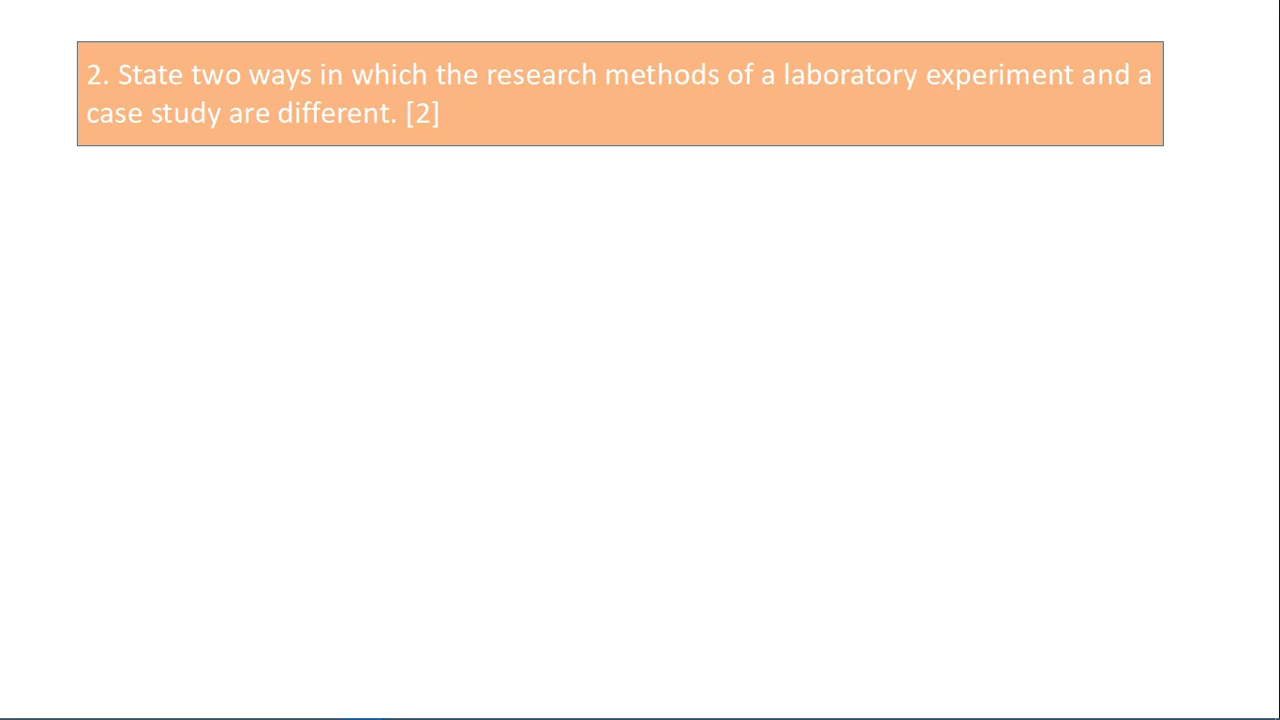 2. State two ways in which the research methods of a laboratory experiment and a
case study are different. [2]